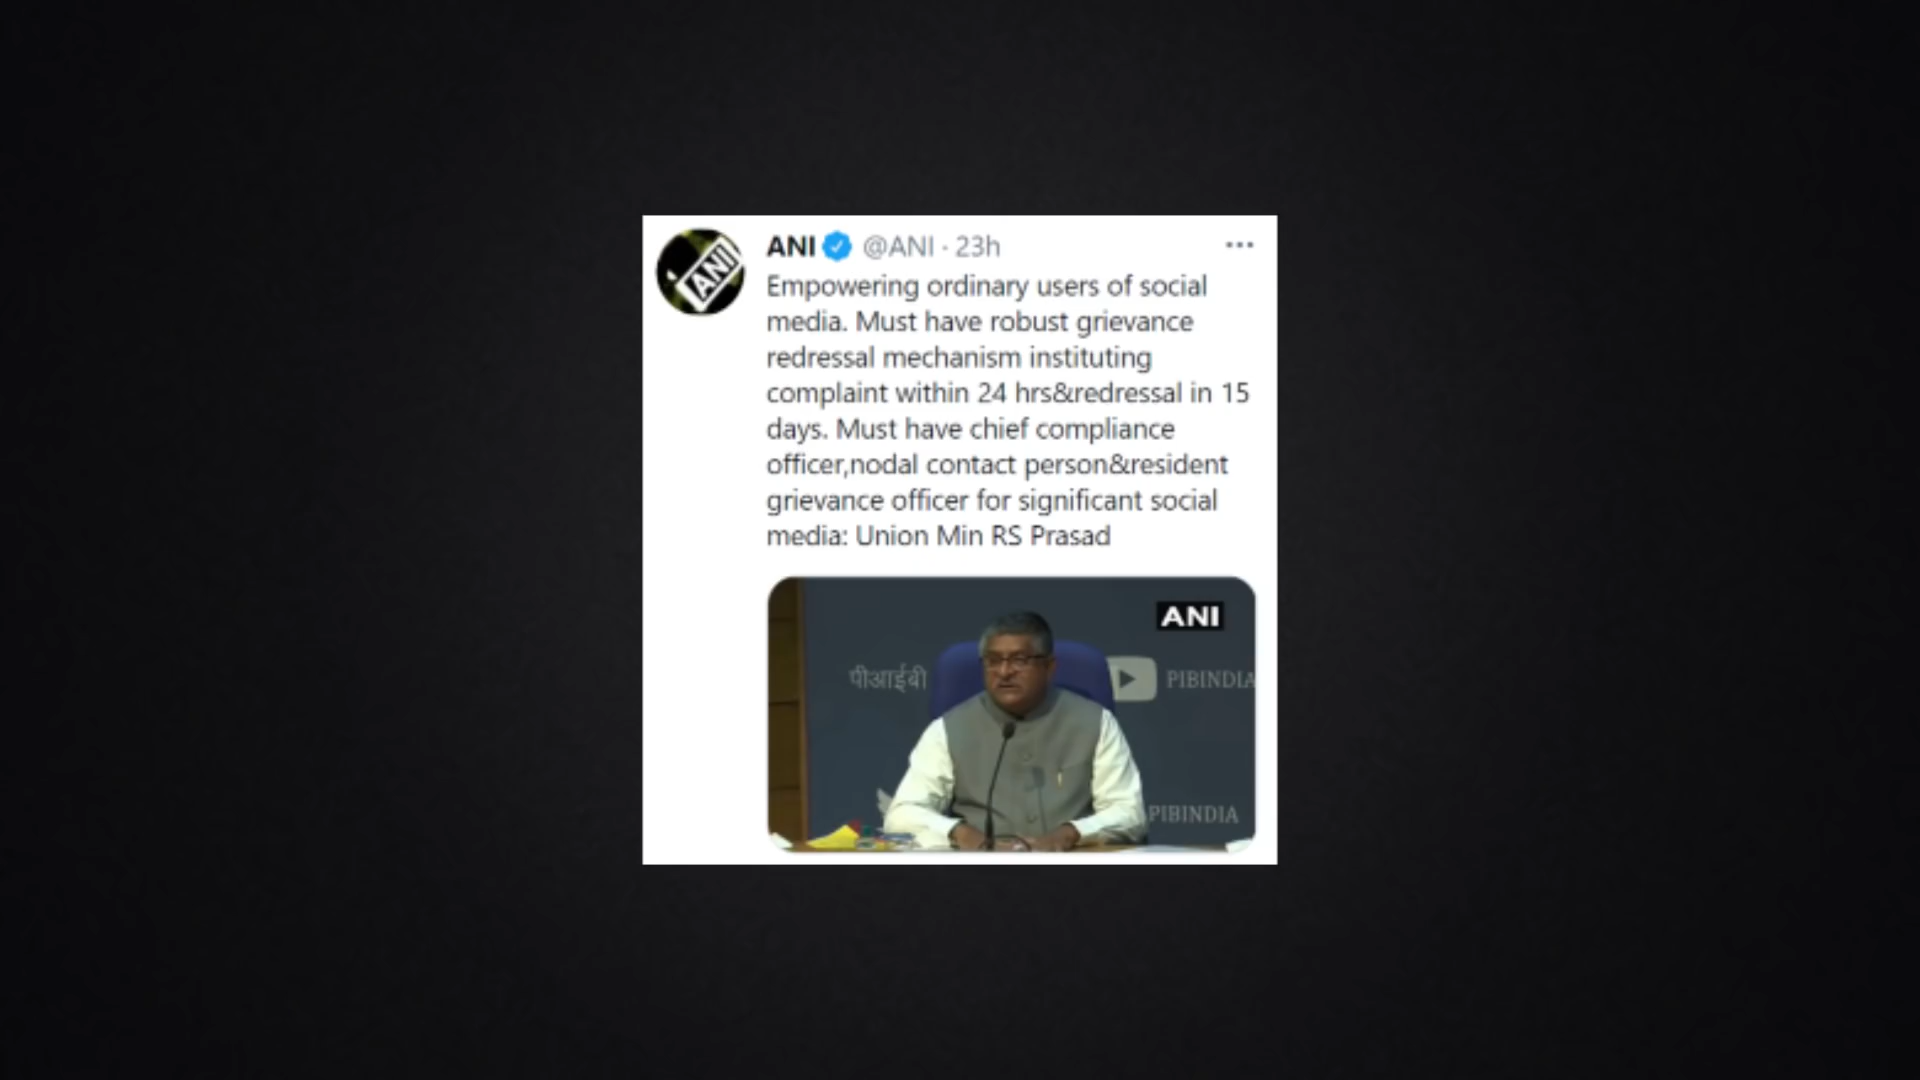 ANI
ANI @ANI · 23h
Empowering ordinary users of social
media. Must have robust grievance
redressal mechanism instituting
complaint within 24 hrs&redressal in 15
days. Must have chief compliance
officer,nodal contact person&resident
grievance officer for significant social
media: Union Min RS Prasad
ANI
पीआईबी
PIBINDIA
PIBINDIA